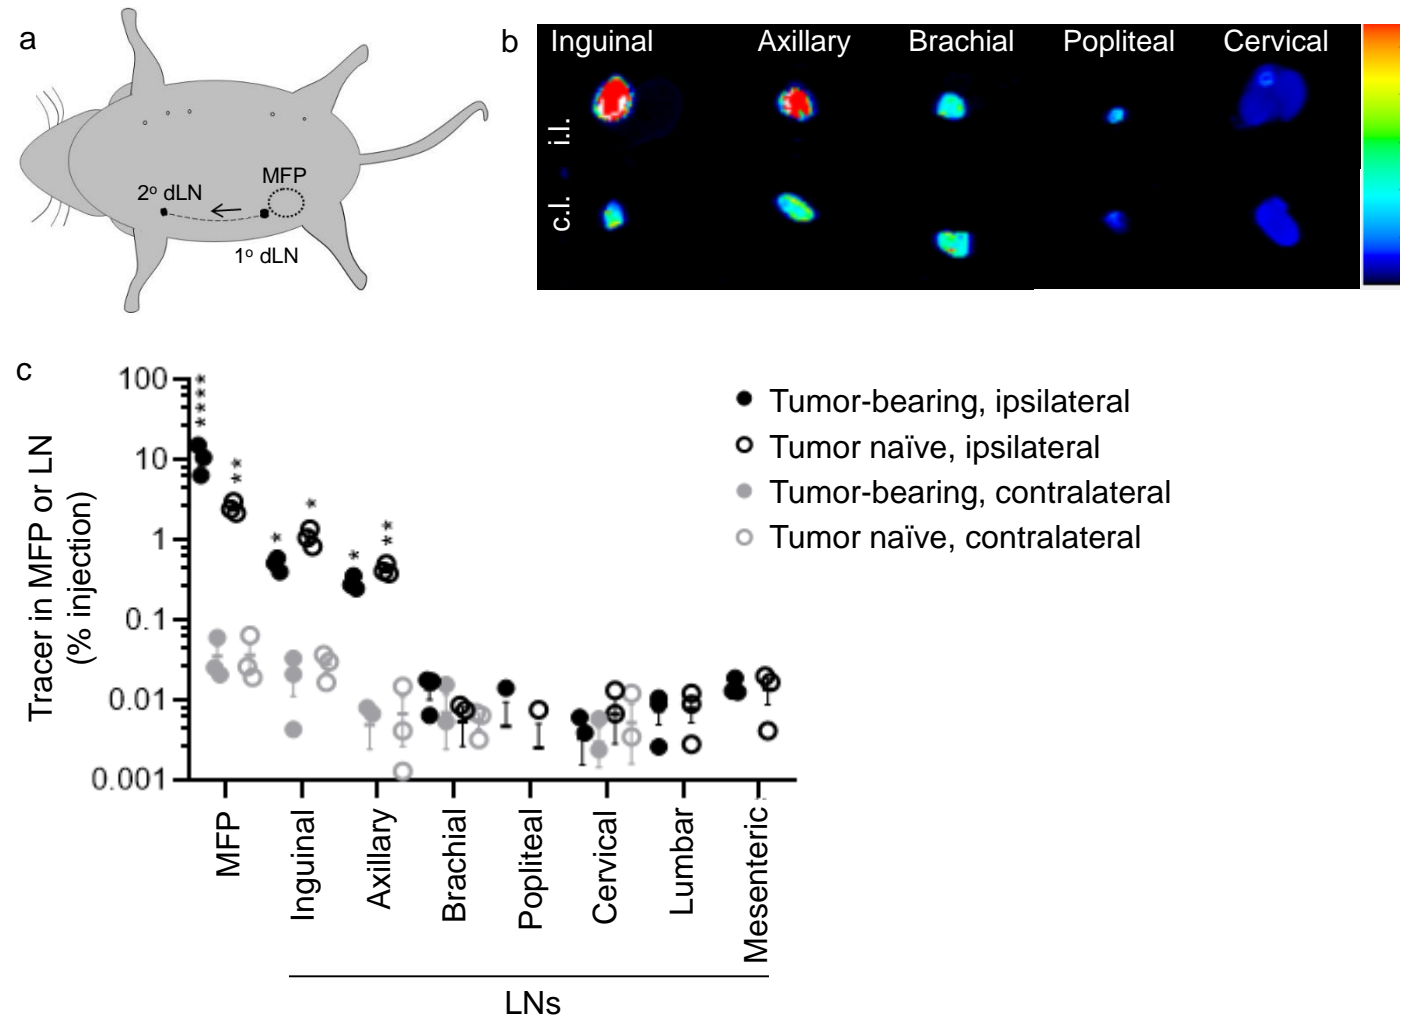 a
MFP
2o dLN
1o dLN
b
Inguinal Axillary Brachial Popliteal Cervical
i.l.
c.l.
c
Tracer in MFP or LN
(% injection)
100
10
1
0.1
0.01
0.001
****
**
*
*
*
**
Tumor-bearing, ipsilateral
Tumor naïve, ipsilateral
Tumor-bearing, contralateral
Tumor naïve, contralateral
MFP
Inguinal
Axillary
Brachial
Popliteal
Cervical
Lumbar
Mesenteric
LNs